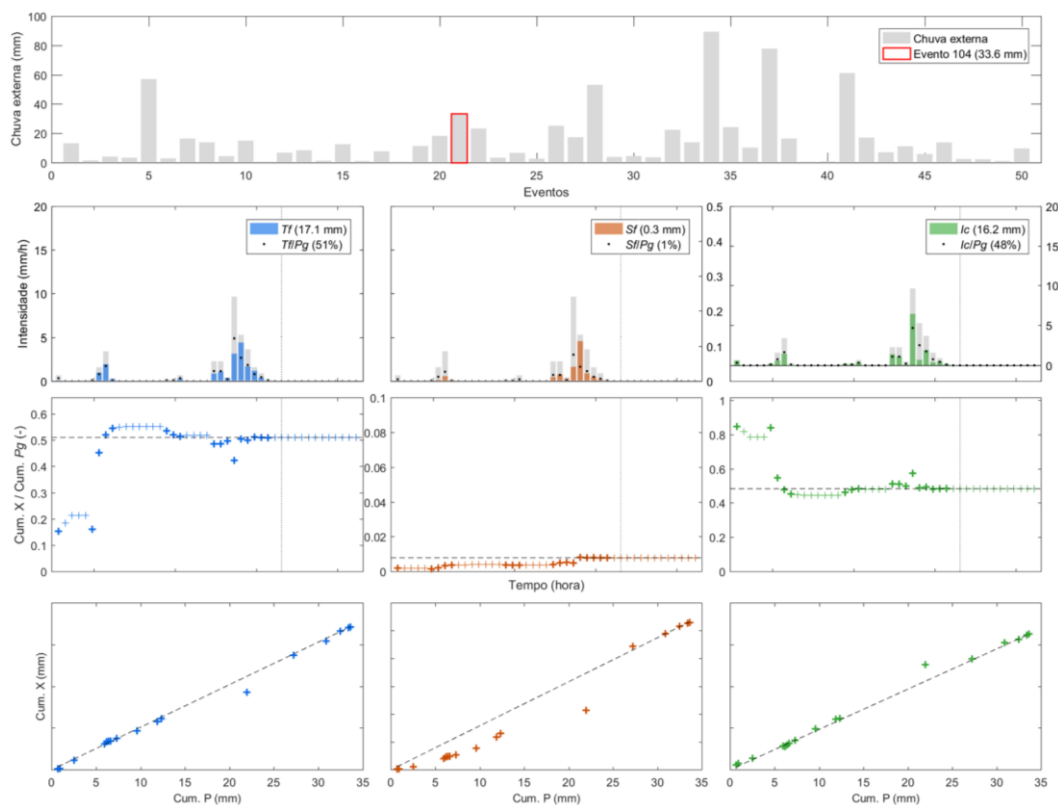 100
80
60
40
20
0
Chuva externa (mm)
Chuva externa
Evento 104 (33.6 mm)
0 5 10 15 20 25 30 35 40 45 50
Eventos
20
15
10
5
0
Intensidade (mm/h)
Tf (17.1 mm)
Tf/Pg (51%)
Sf (0.3 mm)
Sf/Pg (1%)
0.5
0.4
0.3
0.2
0.1
0
Ic (16.2 mm)
Ic/Pg (48%)
20
15
10
5
0
0.6
0.5
0.4
0.3
0.2
0.1
0
Cum. X / Cum. Pg (-)
0.1
0.08
0.06
0.04
0.02
0
Tempo (hora)
1
0.8
0.6
0.4
0.2
0
Cum. X (mm)
0 5 10 15 20 25 30 35
Cum. P (mm)
0 5 10 15 20 25 30 35
Cum. P (mm)
0 5 10 15 20 25 30 35
Cum. P (mm)